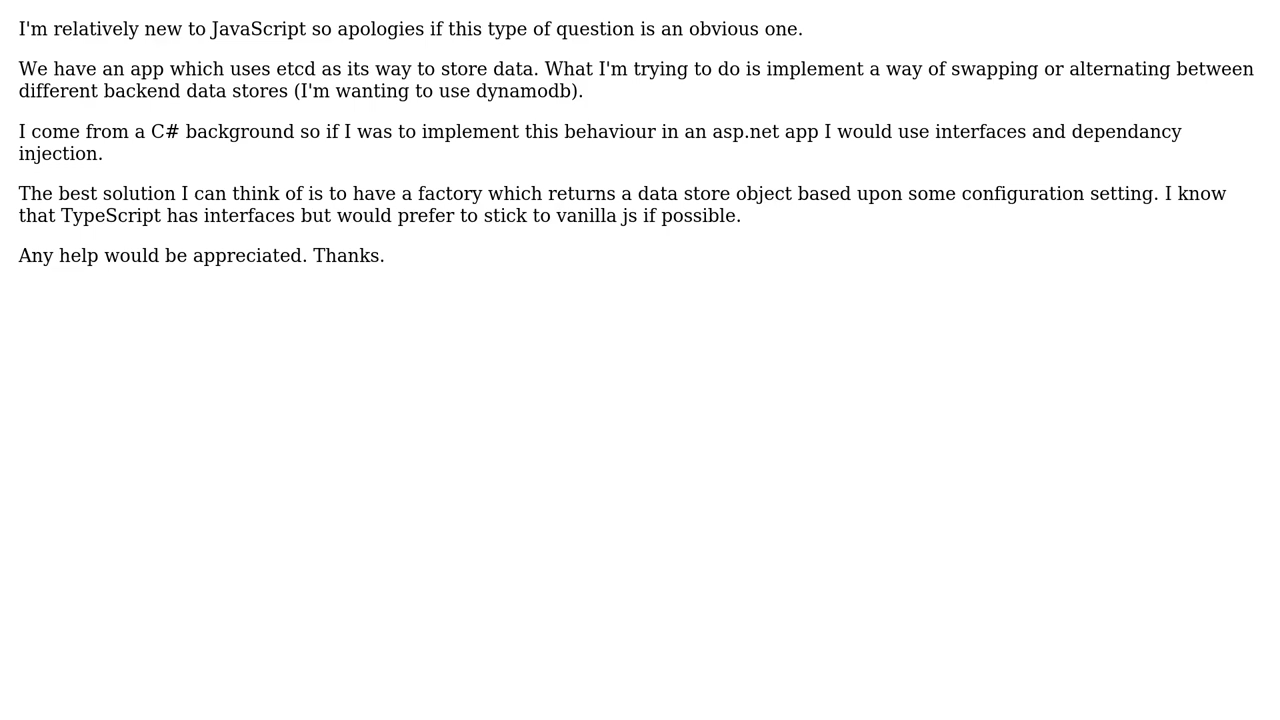 I'm relatively new to JavaScript so apologies if this type of question is an obvious one.
We have an app which uses etcd as its way to store data. What I'm trying to do is implement a way of swapping or alternating between
different backend data stores (I'm wanting to use dynamodb).
I come from a C# background so if I was to implement this behaviour in an asp.net app I would use interfaces and dependancy
injection.
The best solution I can think of is to have a factory which returns a data store object based upon some configuration setting. I know
that TypeScript has interfaces but would prefer to stick to vanilla js if possible.
Any help would be appreciated. Thanks.